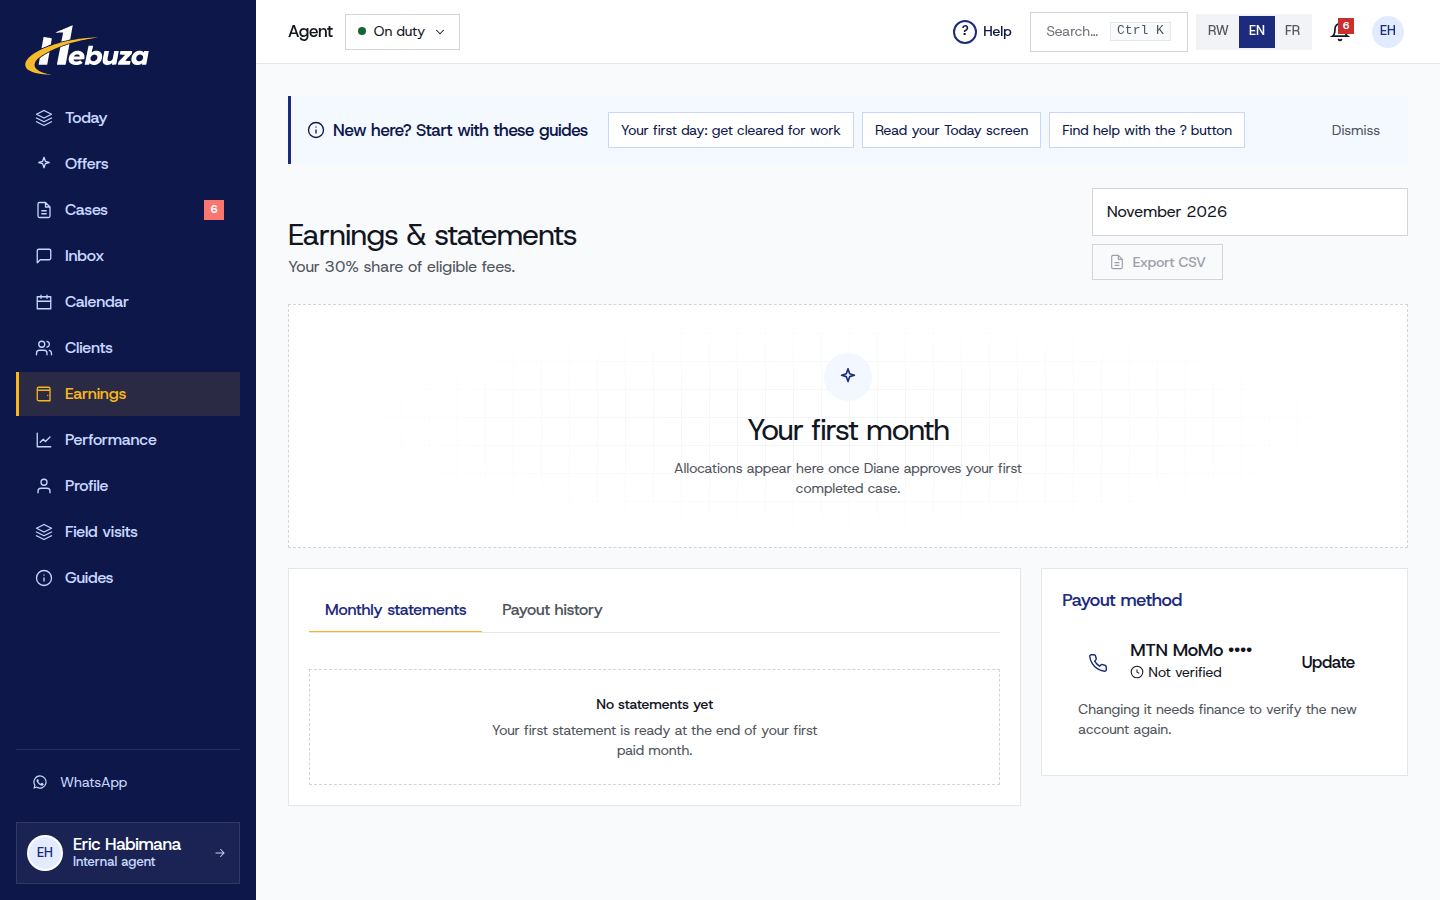 Hebuza
Today
Offers
Cases
6
Inbox
Calendar
Clients
Earnings
Performance
Profile
Field visits
Guides
WhatsApp
EH
Eric Habimana
Internal agent
Agent
On duty
? Help
Search...
Ctrl K
RW
EN
FR
6
EH
New here? Start with these guides
Your first day: get cleared for work
Read your Today screen
Find help with the ? button
Dismiss
Earnings & statements
Your 30% share of eligible fees.
November 2026
Export CSV
Your first month
Allocations appear here once Diane approves your first
completed case.
Monthly statements
Payout history
No statements yet
Your first statement is ready at the end of your first
paid month.
Payout method
MTN MoMo ••••
Not verified
Update
Changing it needs finance to verify the new
account again.